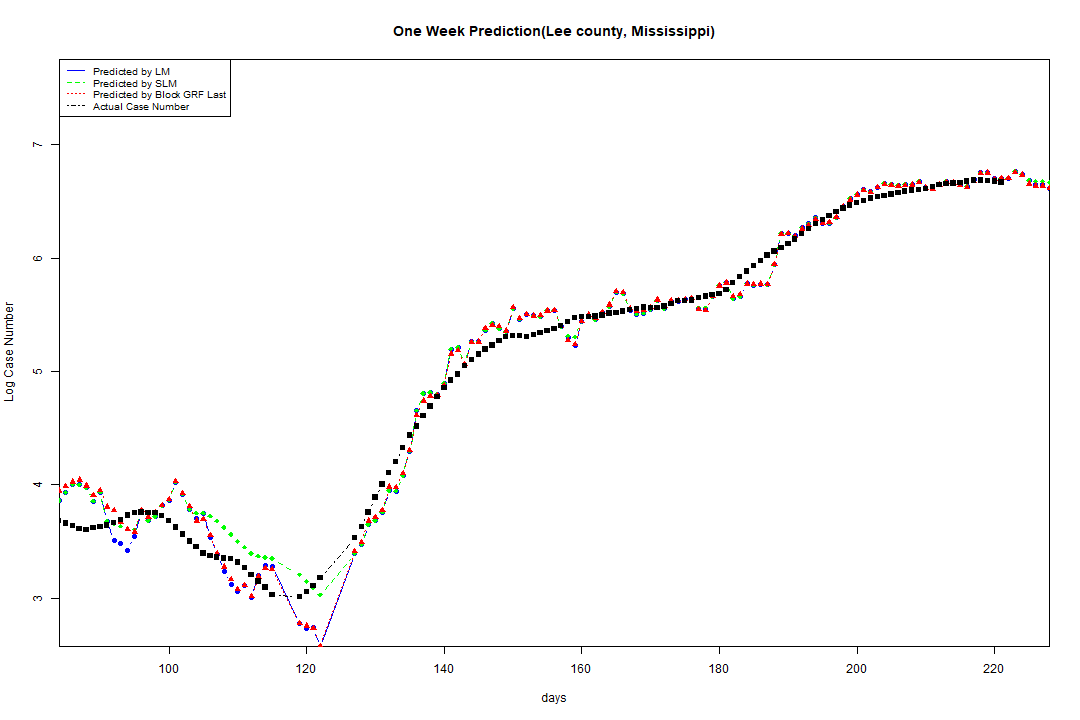 One Week Prediction(Lee county, Mississippi)
Predicted by LM
Predicted by SLM
Predicted by Block GRF Last
Actual Case Number
7
6
5
4
3
Log Case Number
100 120 140 160 180 200 220
days